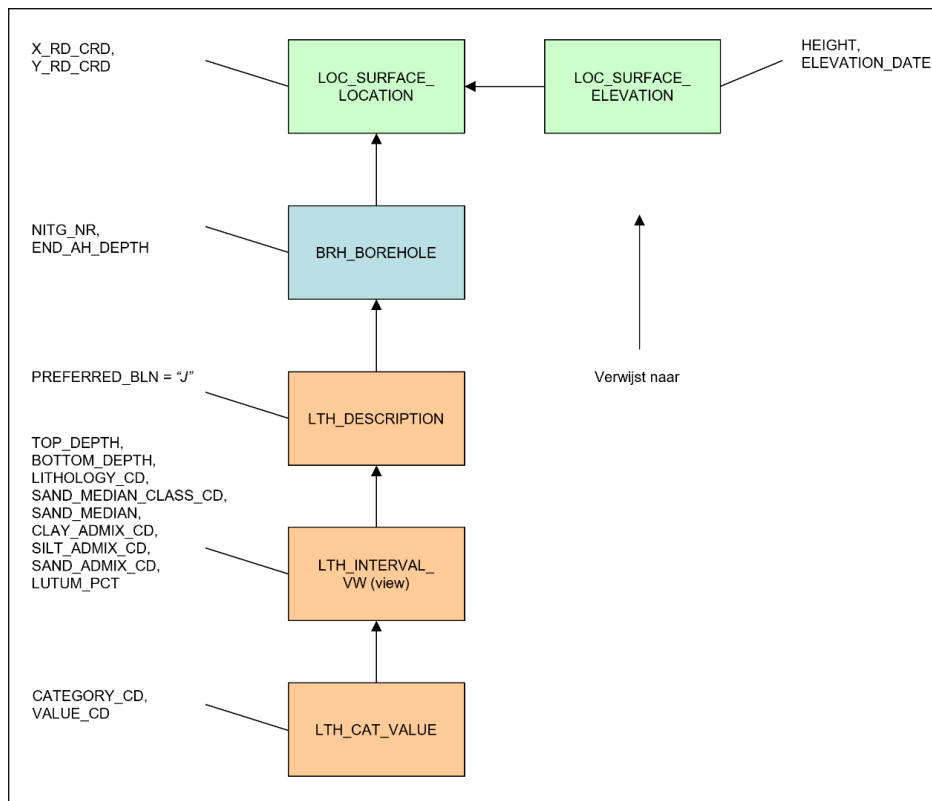 X_RD_CRD,
Y_RD_CRD
LOC_SURFACE_
LOCATION
LOC_SURFACE_
ELEVATION
HEIGHT,
ELEVATION_DATE
NITG_NR,
END_AH_DEPTH
BRH_BOREHOLE
PREFERRED_BLN = “J”
LTH_DESCRIPTION
Verwijst naar
TOP_DEPTH,
BOTTOM_DEPTH,
LITHOLOGY_CD,
SAND_MEDIAN_CLASS_CD,
SAND_MEDIAN,
CLAY_ADMIX_CD,
SILT_ADMIX_CD,
SAND_ADMIX_CD,
LUTUM_PCT
LTH_INTERVAL_
VW (view)
CATEGORY_CD,
VALUE_CD
LTH_CAT_VALUE